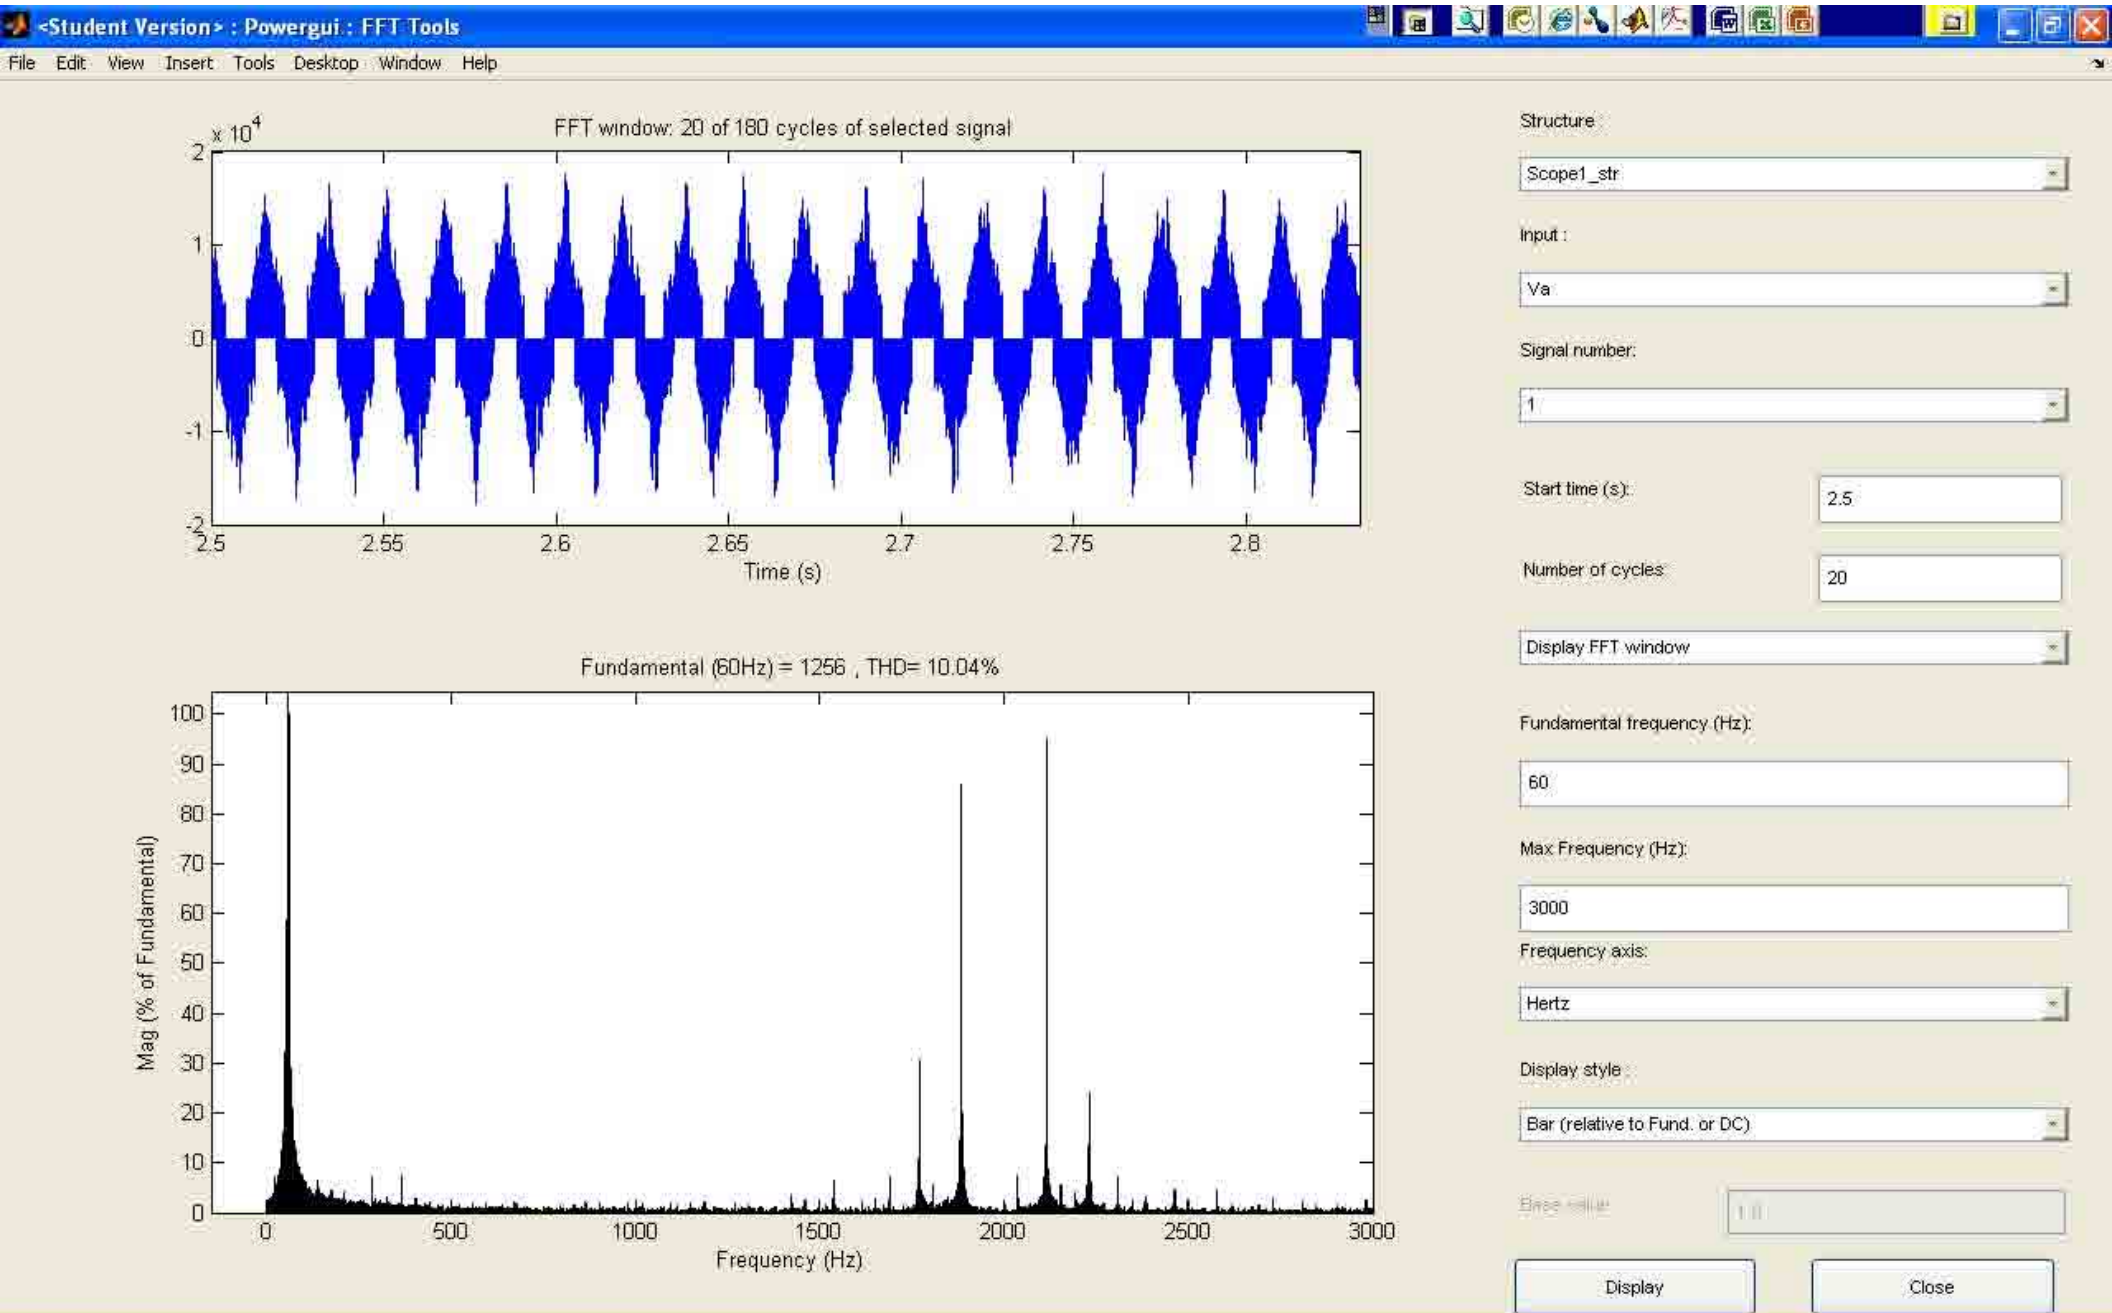 <Student Version> : Powergui : FFT Tools
File Edit View Insert Tools Desktop Window Help
x 10^4
FFT window: 20 of 180 cycles of selected signal
2
1
0
-1
-2
2.5 2.55 2.6 2.65 2.7 2.75 2.8
Time (s)
Fundamental (60Hz) = 1256 , THD= 10.04%
Mag (% of Fundamental)
100
90
80
70
60
50
40
30
20
10
0
0 500 1000 1500 2000 2500 3000
Frequency (Hz)
Structure :
Scope1_str
Input :
Va
Signal number:
1
Start time (s): 2.5
Number of cycles: 20
Display FFT window
Fundamental frequency (Hz):
60
Max Frequency (Hz):
3000
Frequency axis:
Hertz
Display style :
Bar (relative to Fund. or DC)
Base value: 1.0
Display Close